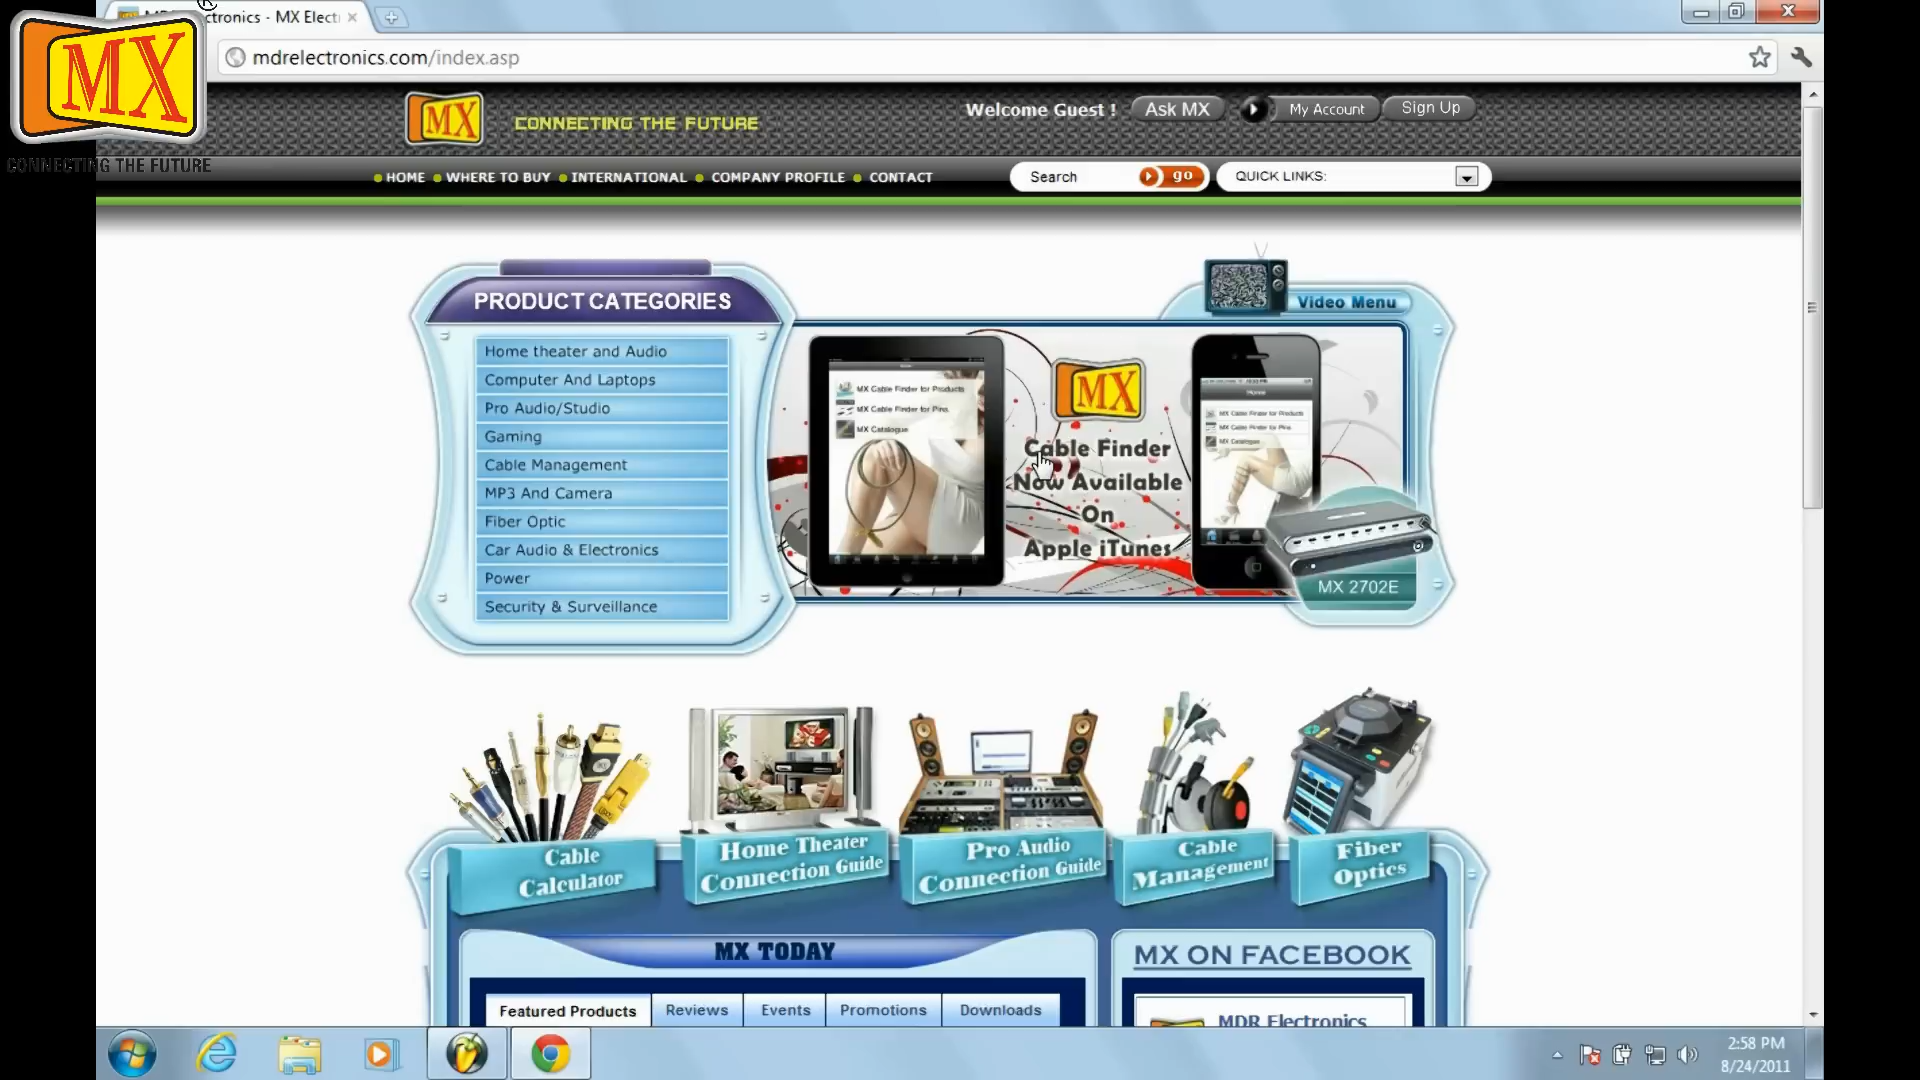 ctronics - MX Elect
MX
mdrelectronics.com/index.asp
CONNECTING THE FUTURE
MX
CONNECTING THE FUTURE
Welcome Guest !
Ask MX
My Account
Sign Up
HOME
WHERE TO BUY
INTERNATIONAL
COMPANY PROFILE
CONTACT
Search
go
QUICK LINKS:
PRODUCT CATEGORIES
Home theater and Audio
Computer And Laptops
Pro Audio/Studio
Gaming
Cable Management
MP3 And Camera
Fiber Optic
Car Audio & Electronics
Power
Security & Surveillance
Video Menu
MX Cable Finder for Products
MX Cable Finder for Pins
MX Catalogue
MX
Cable Finder
Now Available
On
Apple iTunes
Home
MX Cable Finder for Products
MX Cable Finder for Pins
MX Catalogue
MX 2702E
Cable
Calculator
Home Theater
Connection Guide
Pro Audio
Connection Guide
Cable
Management
Fiber
Optics
MX TODAY
Featured Products
Reviews
Events
Promotions
Downloads
MX ON FACEBOOK
MDR Electronics
2:58 PM
8/24/2011